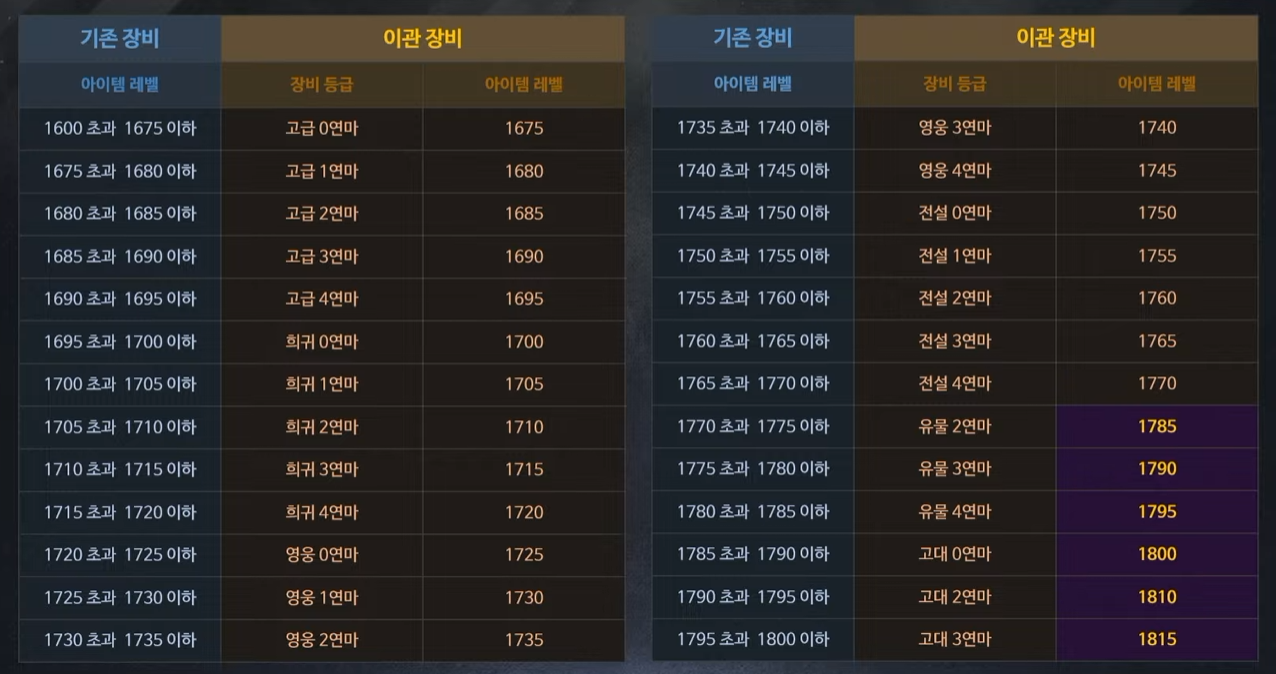 기존 장비 이관 장비
아이템 레벨 장비 등급 아이템 레벨
1600 초과 1675 이하 고급 0연마 1675
1675 초과 1680 이하 고급 1연마 1680
1680 초과 1685 이하 고급 2연마 1685
1685 초과 1690 이하 고급 3연마 1690
1690 초과 1695 이하 고급 4연마 1695
1695 초과 1700 이하 희귀 0연마 1700
1700 초과 1705 이하 희귀 1연마 1705
1705 초과 1710 이하 희귀 2연마 1710
1710 초과 1715 이하 희귀 3연마 1715
1715 초과 1720 이하 희귀 4연마 1720
1720 초과 1725 이하 영웅 0연마 1725
1725 초과 1730 이하 영웅 1연마 1730
1730 초과 1735 이하 영웅 2연마 1735
기존 장비 이관 장비
아이템 레벨 장비 등급 아이템 레벨
1735 초과 1740 이하 영웅 3연마 1740
1740 초과 1745 이하 영웅 4연마 1745
1745 초과 1750 이하 전설 0연마 1750
1750 초과 1755 이하 전설 1연마 1755
1755 초과 1760 이하 전설 2연마 1760
1760 초과 1765 이하 전설 3연마 1765
1765 초과 1770 이하 전설 4연마 1770
1770 초과 1775 이하 유물 2연마 1785
1775 초과 1780 이하 유물 3연마 1790
1780 초과 1785 이하 유물 4연마 1795
1785 초과 1790 이하 고대 0연마 1800
1790 초과 1795 이하 고대 2연마 1810
1795 초과 1800 이하 고대 3연마 1815